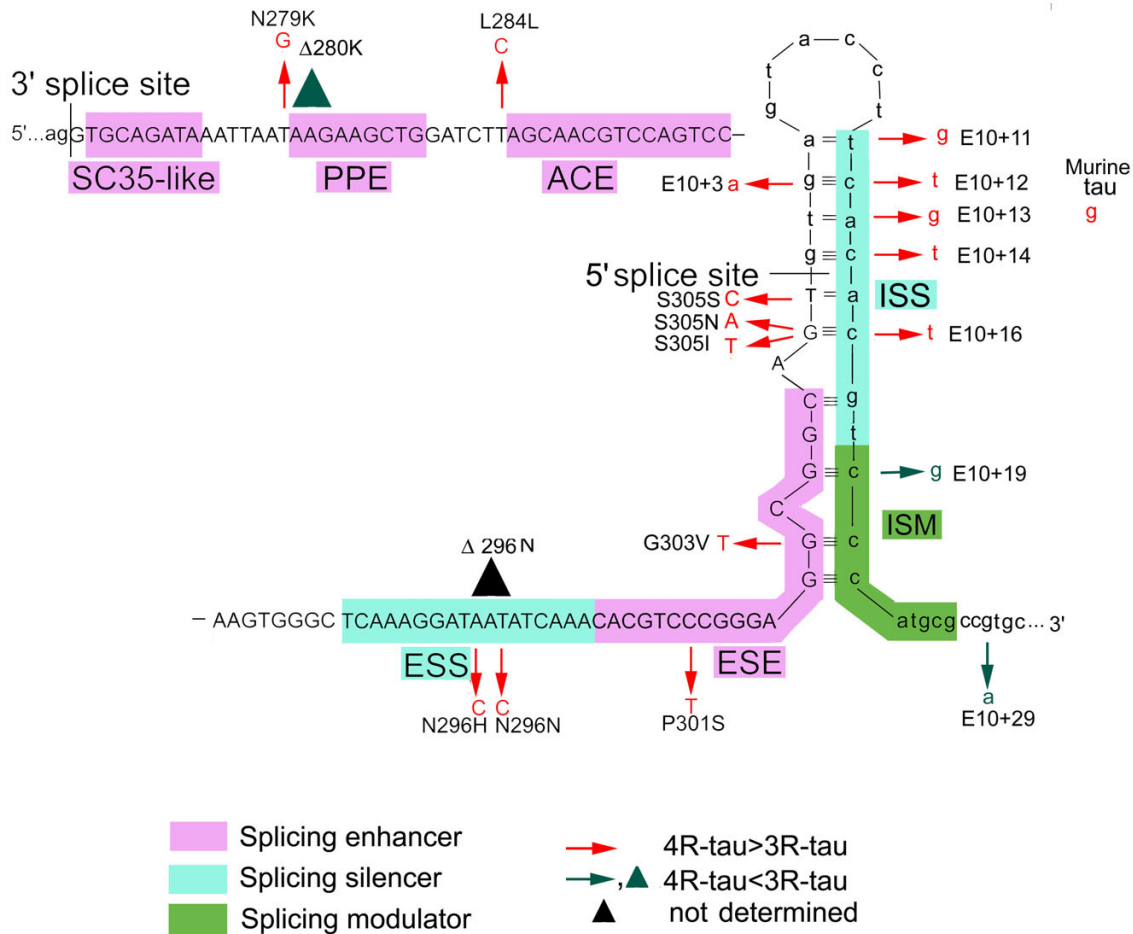 N279K
G
Δ280K
L284L
C
3' splice site
5'...agGTGCAGATAAATTAATAAGAAGCTGGATCTTAGCAACGTCCAGTCC–
SC35-like
PPE
ACE
g t a c c t
a t g E10+11
E10+3 a g c t E10+12
Murine
tau
g
t a g E10+13
g c t E10+14
5' splice site
S305S C T a
ISS
S305N A
S305I T
G c t E10+16
A
C g
G t
G c g E10+19
C c
ISM
G303V T G c
G c
Δ 296N
– AAGTGGGC TCAAAGGATAATATCAAACACGTCCCGGGA
atgcg ccgtgc... 3'
ESS
ESE
C C
N296H N296N
T
P301S
a
E10+29
Splicing enhancer
Splicing silencer
Splicing modulator
4R-tau>3R-tau
, 4R-tau<3R-tau
not determined